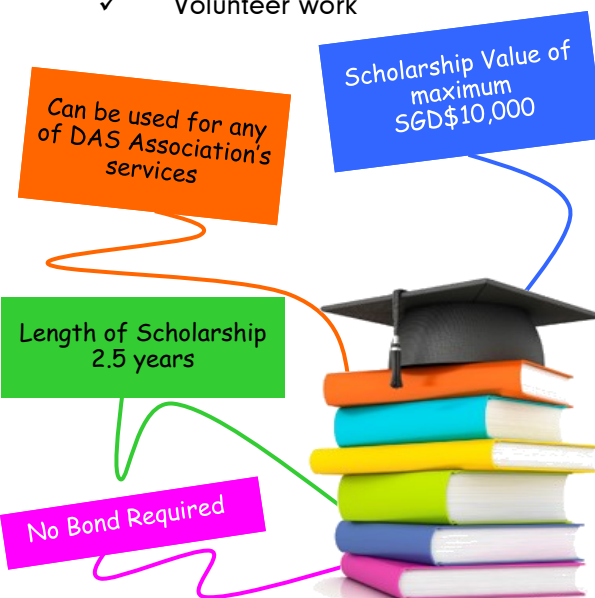 ✓ Volunteer work
Scholarship Value of
maximum
SGD$10,000
Can be used for any
of DAS Association's
services
Length of Scholarship
2.5 years
No Bond Required